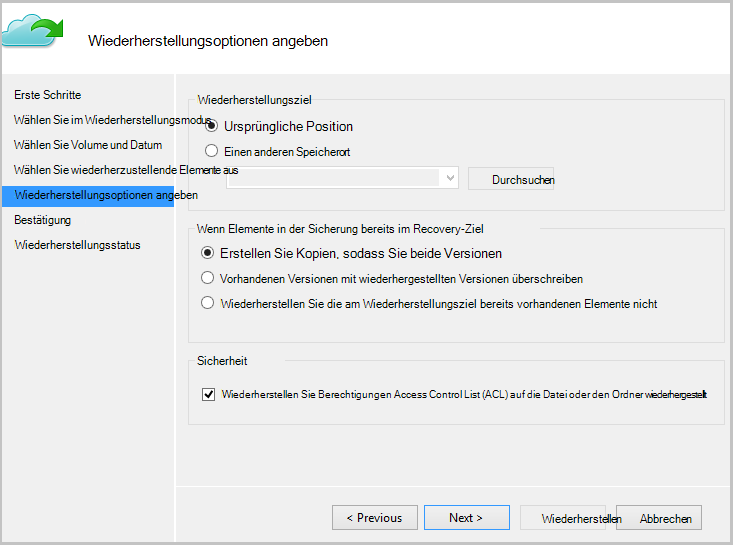 Wiederherstellungsoptionen angeben
Erste Schritte
Wählen Sie im Wiederherstellungsmodus
Wählen Sie Volume und Datum
Wählen Sie wiederherzustellende Elemente aus
Wiederherstellungsoptionen angeben
Bestätigung
Wiederherstellungsstatus
Wiederherstellungsziel
Ursprüngliche Position
Einen anderen Speicherort
Durchsuchen
Wenn Elemente in der Sicherung bereits im Recovery-Ziel
Erstellen Sie Kopien, sodass Sie beide Versionen
Vorhandenen Versionen mit wiederhergestellten Versionen überschreiben
Wiederherstellen Sie die am Wiederherstellungsziel bereits vorhandenen Elemente nicht
Sicherheit
Wiederherstellen Sie Berechtigungen Access Control List (ACL) auf die Datei oder den Ordner wiederhergestellt
< Previous
Next >
Wiederherstellen
Abbrechen